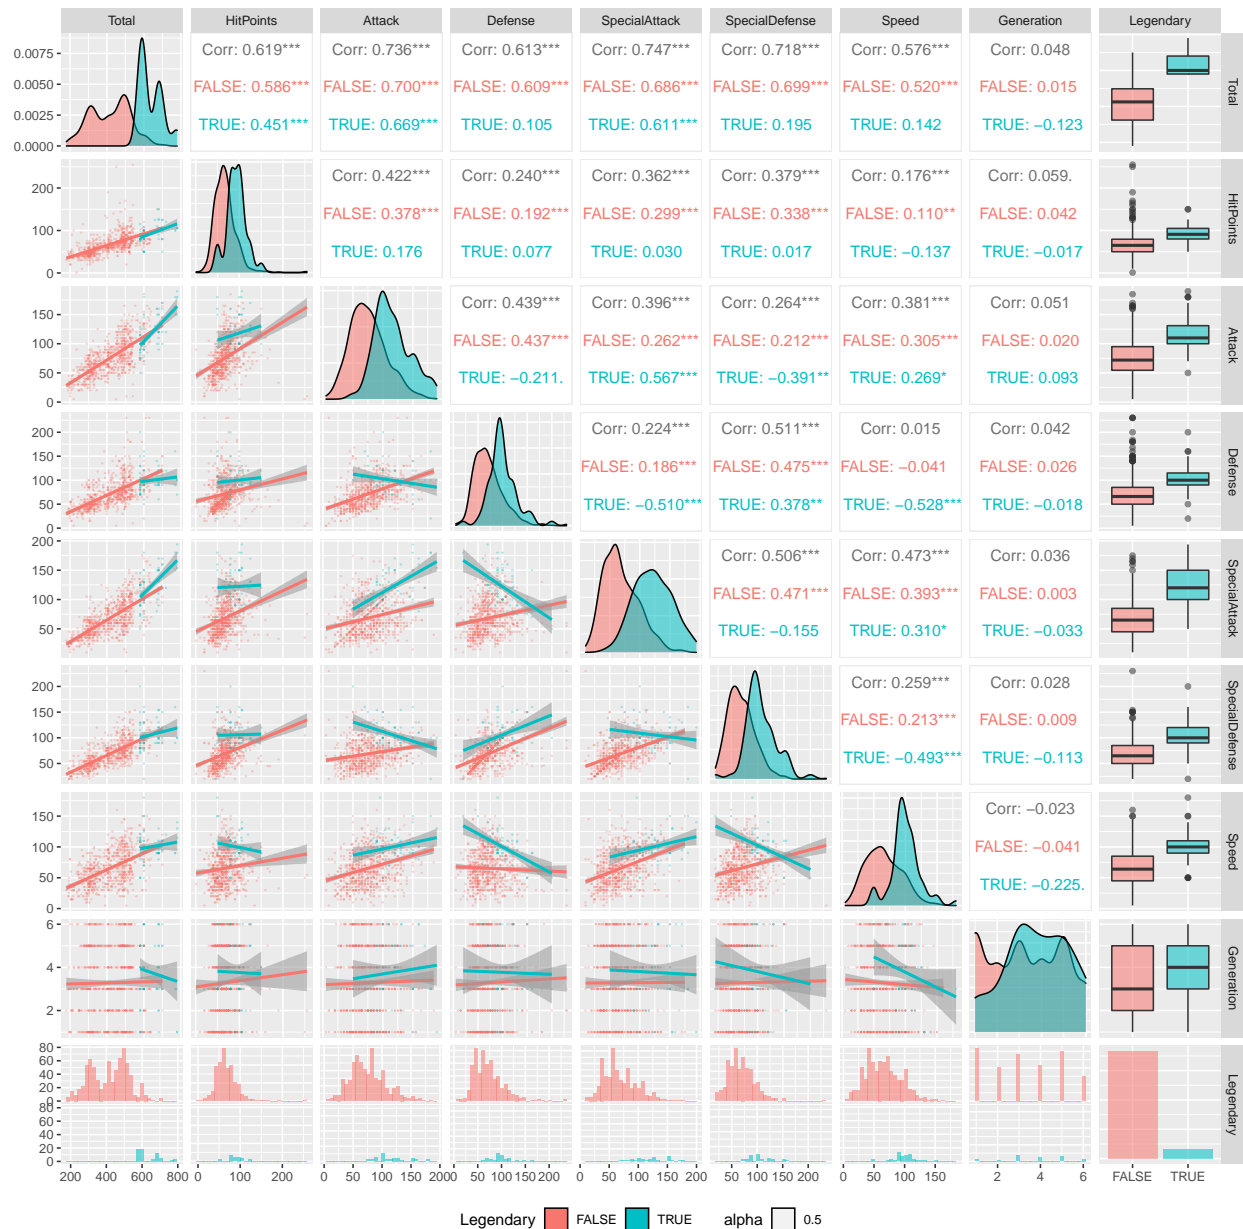 Total HitPoints Attack Defense SpecialAttack SpecialDefense Speed Generation Legendary
0.0075
0.0050
0.0025
0.0000
Corr: 0.619*** Corr: 0.736*** Corr: 0.613*** Corr: 0.747*** Corr: 0.718*** Corr: 0.576*** Corr: 0.048
FALSE: 0.586*** FALSE: 0.700*** FALSE: 0.609*** FALSE: 0.686*** FALSE: 0.699*** FALSE: 0.520*** FALSE: 0.015
TRUE: 0.451*** TRUE: 0.669*** TRUE: 0.105 TRUE: 0.611*** TRUE: 0.195 TRUE: 0.142 TRUE: −0.123
Total
200
100
0
Corr: 0.422*** Corr: 0.240*** Corr: 0.362*** Corr: 0.379*** Corr: 0.176*** Corr: 0.059.
FALSE: 0.378*** FALSE: 0.192*** FALSE: 0.299*** FALSE: 0.338*** FALSE: 0.110** FALSE: 0.042
TRUE: 0.176 TRUE: 0.077 TRUE: 0.030 TRUE: 0.017 TRUE: −0.137 TRUE: −0.017
HitPoints
150
100
50
0
Corr: 0.439*** Corr: 0.396*** Corr: 0.264*** Corr: 0.381*** Corr: 0.051
FALSE: 0.437*** FALSE: 0.262*** FALSE: 0.212*** FALSE: 0.305*** FALSE: 0.020
TRUE: −0.211. TRUE: 0.567*** TRUE: −0.391** TRUE: 0.269* TRUE: 0.093
Attack
200
150
100
50
0
Corr: 0.224*** Corr: 0.511*** Corr: 0.015 Corr: 0.042
FALSE: 0.186*** FALSE: 0.475*** FALSE: −0.041 FALSE: 0.026
TRUE: −0.510*** TRUE: 0.378** TRUE: −0.528*** TRUE: −0.018
Defense
200
150
100
50
Corr: 0.506*** Corr: 0.473*** Corr: 0.036
FALSE: 0.471*** FALSE: 0.393*** FALSE: 0.003
TRUE: −0.155 TRUE: 0.310* TRUE: −0.033
SpecialAttack
200
150
100
50
Corr: 0.259*** Corr: 0.028
FALSE: 0.213*** FALSE: 0.009
TRUE: −0.493*** TRUE: −0.113
SpecialDefense
150
100
50
0
Corr: −0.023
FALSE: −0.041
TRUE: −0.225.
Speed
6
4
2
Generation
80
60
40
20
0
80
60
40
20
0
Legendary
200 400 600 800 0 100 200 0 50 100 150 200 0 50 100 150 200 0 50 100 150 200 0 50 100 150 200 0 50 100 150 2 4 6 FALSE TRUE
Legendary FALSE TRUE alpha 0.5